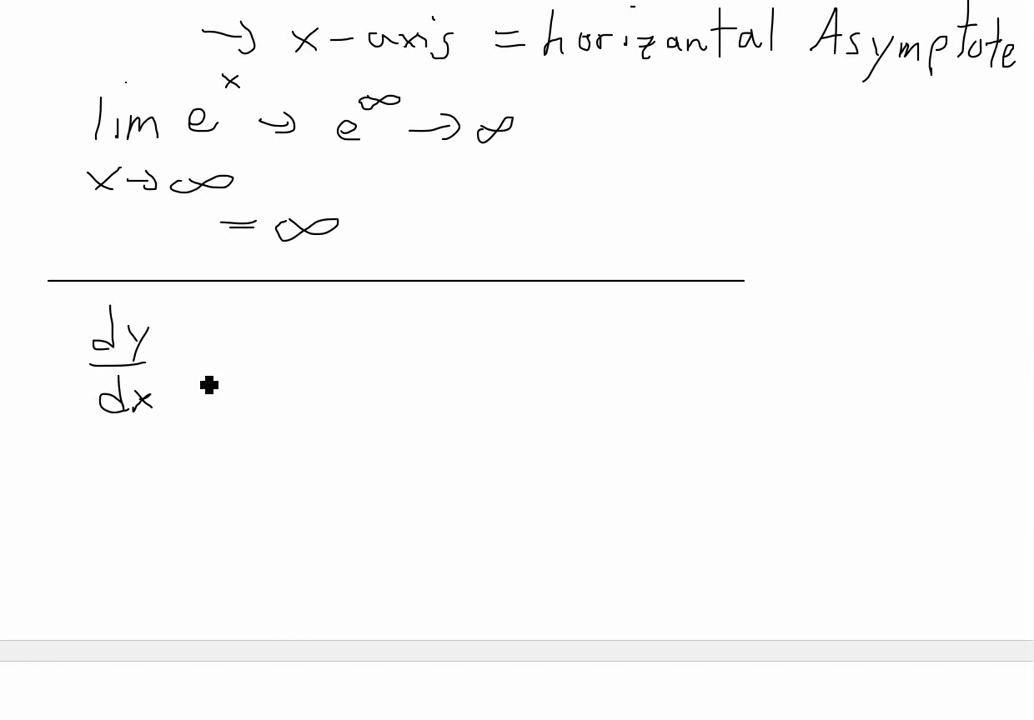 → x-axis = horizantal Asymptote
lim e^x → e^∞ → ∞
x→∞
= ∞
dy
dx